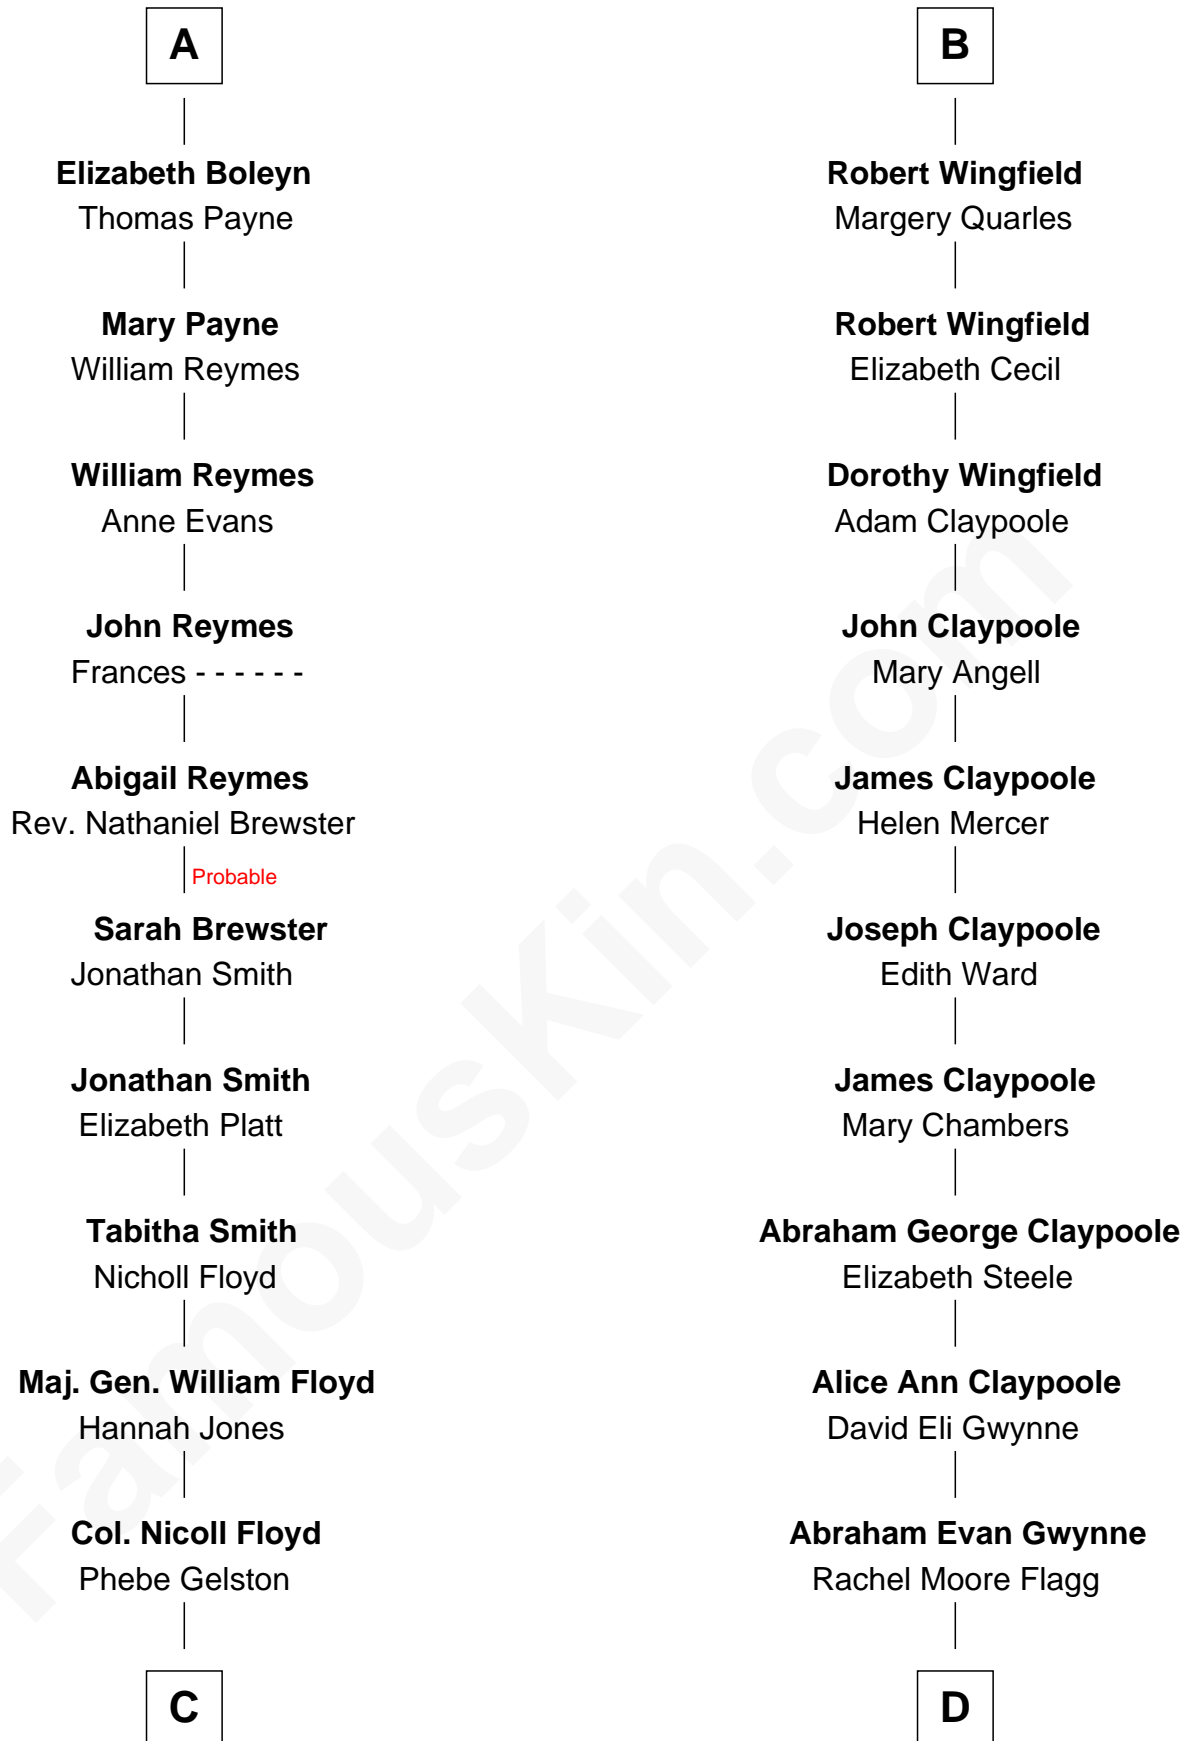 A
Elizabeth Boleyn
Thomas Payne
Mary Payne
William Reymes
William Reymes
Anne Evans
John Reymes
Frances - - - - - -
Abigail Reymes
Rev. Nathaniel Brewster
Probable
Sarah Brewster
Jonathan Smith
Jonathan Smith
Elizabeth Platt
Tabitha Smith
Nicholl Floyd
Maj. Gen. William Floyd
Hannah Jones
Col. Nicoll Floyd
Phebe Gelston
C
B
Robert Wingfield
Margery Quarles
Robert Wingfield
Elizabeth Cecil
Dorothy Wingfield
Adam Claypoole
John Claypoole
Mary Angell
James Claypoole
Helen Mercer
Joseph Claypoole
Edith Ward
James Claypoole
Mary Chambers
Abraham George Claypoole
Elizabeth Steele
Alice Ann Claypoole
David Eli Gwynne
Abraham Evan Gwynne
Rachel Moore Flagg
D
FamousKin.com